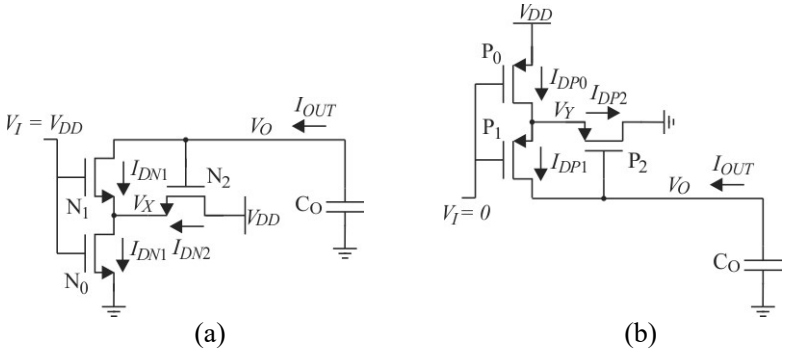 V_DD
P_0
I_DP0
V_Y I_DP2
P_1
P_2
I_DP1
V_O
I_OUT
V_I=0
C_O
(b)
I_OUT
V_O
V_I = V_DD
I_DN1
N_2
N_1
V_X
V_DD
C_O
I_DN1 I_DN2
N_0
(a)